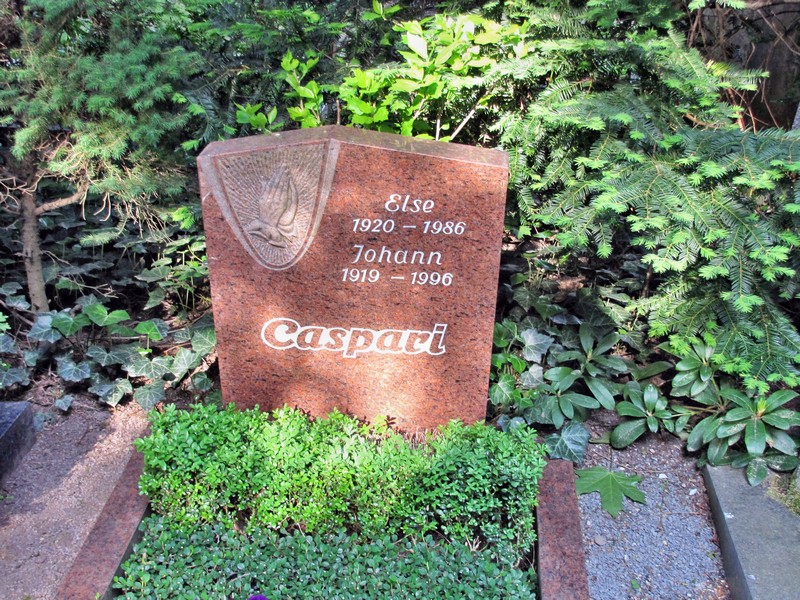 Else
1920 – 1986
Johann
1919 – 1996
Caspari